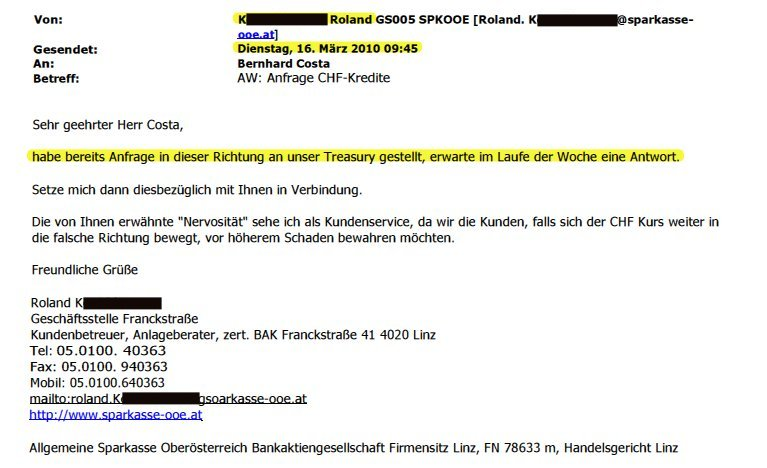 Von: K Roland GS005 SPKOOE [Roland. K @sparkasse-
ooe.at]
Gesendet: Dienstag, 16. März 2010 09:45
An: Bernhard Costa
Betreff: AW: Anfrage CHF-Kredite
Sehr geehrter Herr Costa,
habe bereits Anfrage in dieser Richtung an unser Treasury gestellt, erwarte im Laufe der Woche eine Antwort.
Setze mich dann diesbezüglich mit Ihnen in Verbindung.
Die von Ihnen erwähnte "Nervosität" sehe ich als Kundenservice, da wir die Kunden, falls sich der CHF Kurs weiter in
die falsche Richtung bewegt, vor höherem Schaden bewahren möchten.
Freundliche Grüße
Roland K
Geschäftsstelle Franckstraße
Kundenbetreuer, Anlageberater, zert. BAK Franckstraße 41 4020 Linz
Tel: 05.0100. 40363
Fax: 05.0100. 940363
Mobil: 05.0100.640363
mailto:roland.K gsoarkasse-ooe.at
http://www.sparkasse-ooe.at
Allgemeine Sparkasse Oberösterreich Bankaktiengesellschaft Firmensitz Linz, FN 78633 m, Handelsgericht Linz